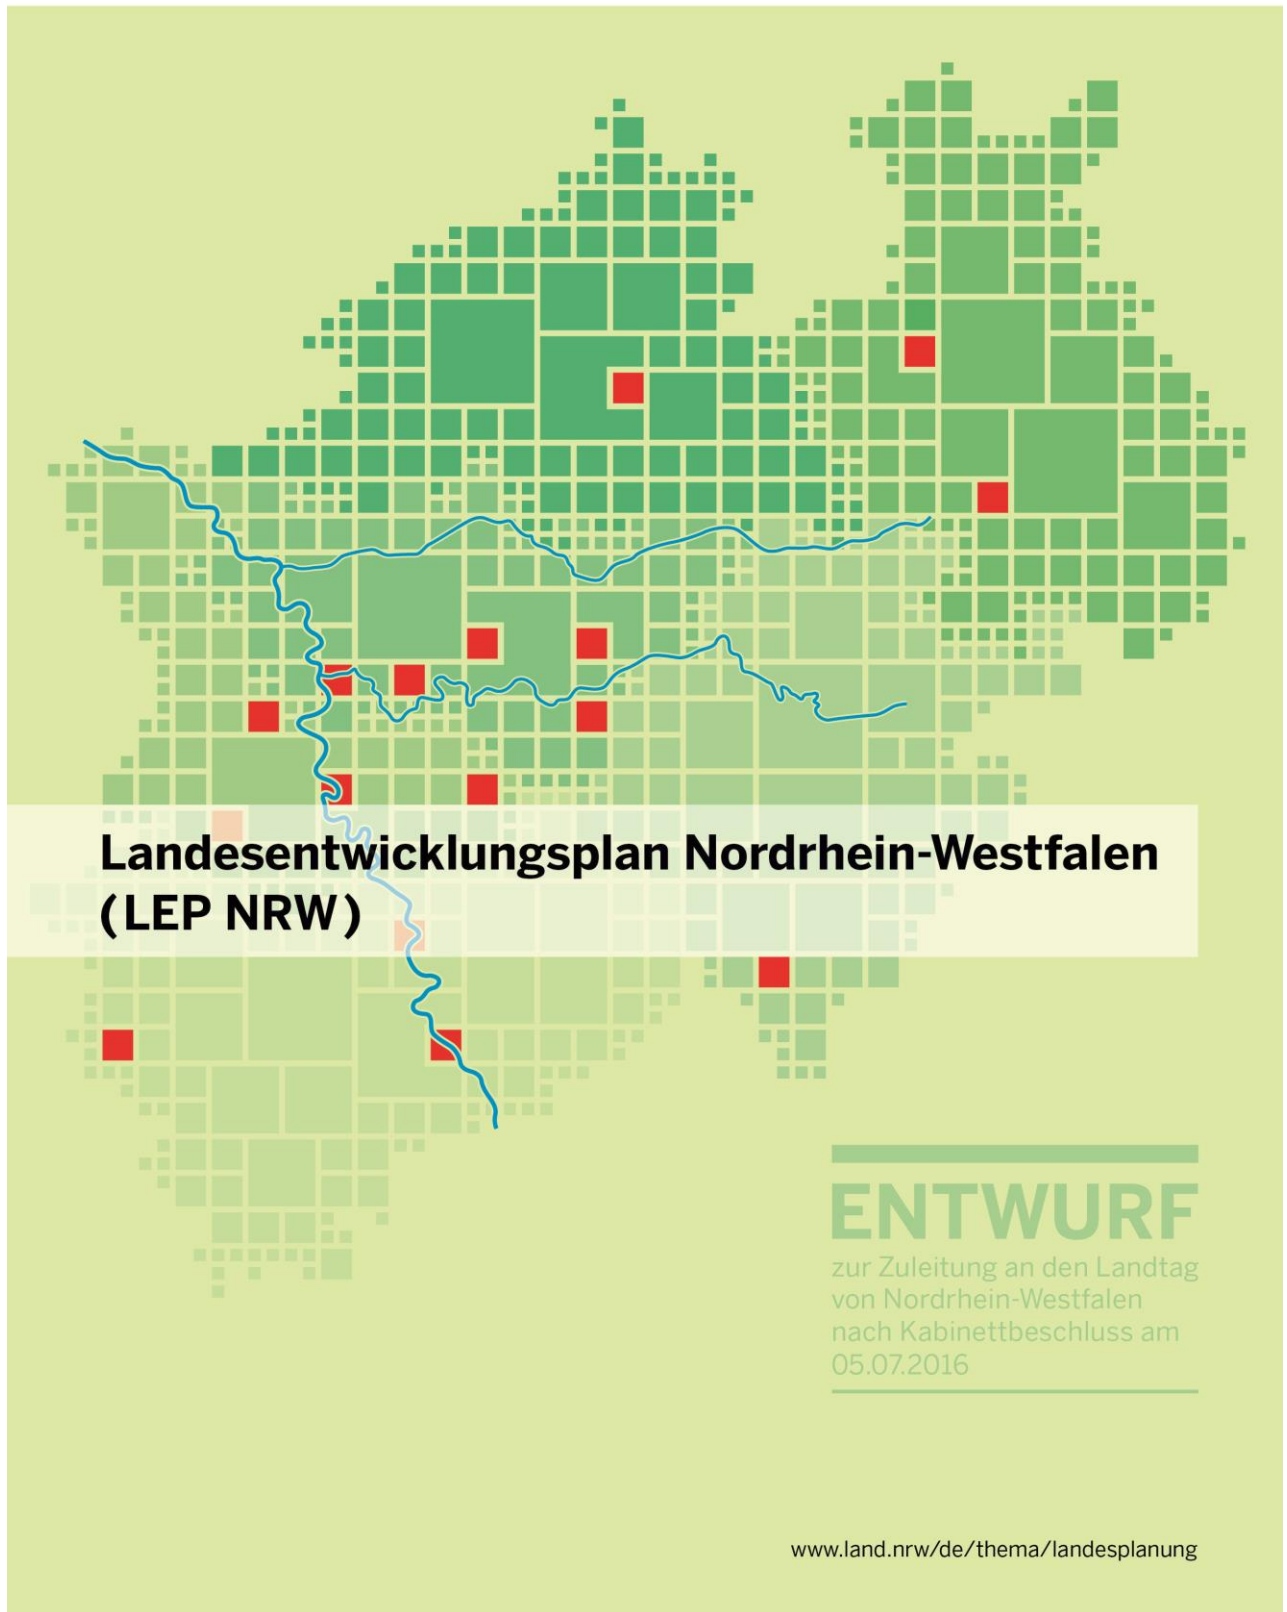 Landesentwicklungsplan Nordrhein-Westfalen
(LEP NRW)
ENTWURF
zur Zuleitung an den Landtag
von Nordrhein-Westfalen
nach Kabinettbeschluss am
05.07.2016
www.land.nrw/de/thema/landesplanung